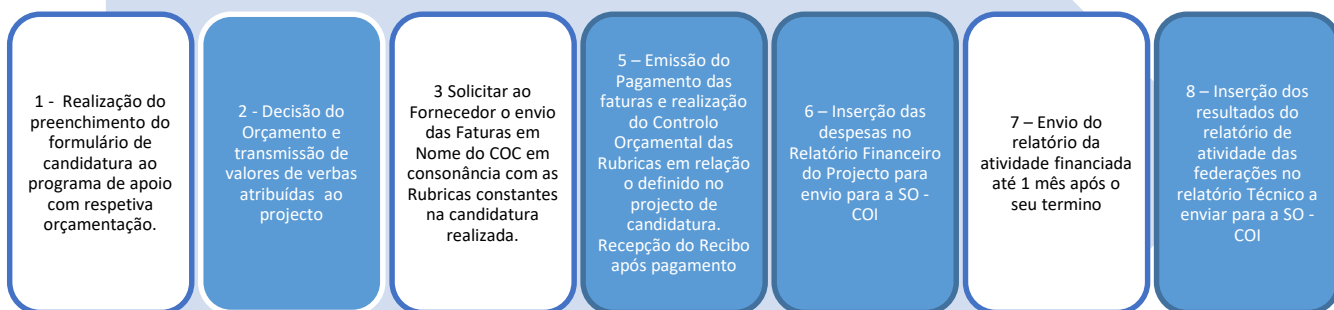 1 - Realização do
preenchimento do
formulário de
candidatura ao
programa de apoio
com respetiva
orçamentação.
2 - Decisão do
Orçamento e
transmissão de
valores de verbas
atribuídas ao
projecto
3 Solicitar ao
Fornecedor o envio
das Faturas em
Nome do COC em
consonância com as
Rubricas constantes
na candidatura
realizada.
5 – Emissão do
Pagamento das
faturas e realização
do Controlo
Orçamental das
Rubricas em relação
o definido no
projecto de
candidatura.
Recepção do Recibo
após pagamento
6 – Inserção das
despesas no
Relatório Financeiro
do Projecto para
envio para a SO -
COI
7 – Envio do
relatório da
atividade financiada
até 1 mês após o
seu termino
8 – Inserção dos
resultados do
relatório de
atividade das
federações no
relatório Técnico a
enviar para a SO -
COI